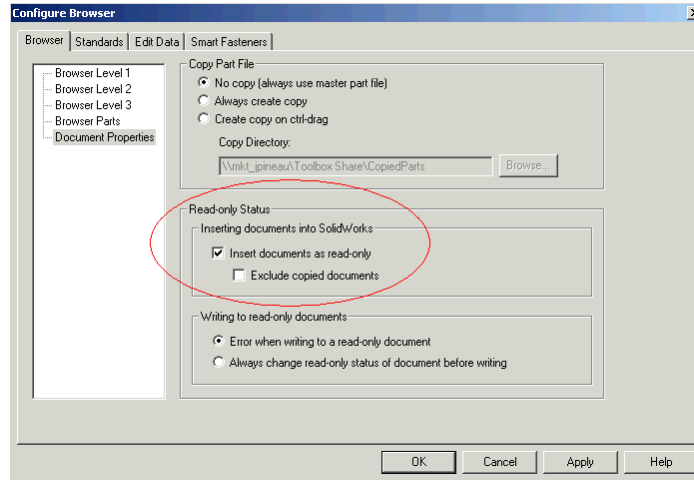 Configure Browser
Browser Standards Edit Data Smart Fasteners
Browser Level 1
Browser Level 2
Browser Level 3
Browser Parts
Document Properties
Copy Part File
No copy (always use master part file)
Always create copy
Create copy on ctrl-drag
Copy Directory:
\\mkt_jpineau\Toolbox Share\CopiedParts Browse...
Read-only Status
Inserting documents into SolidWorks
Insert documents as read-only
Exclude copied documents
Writing to read-only documents
Error when writing to a read-only document
Always change read-only status of document before writing
OK Cancel Apply Help